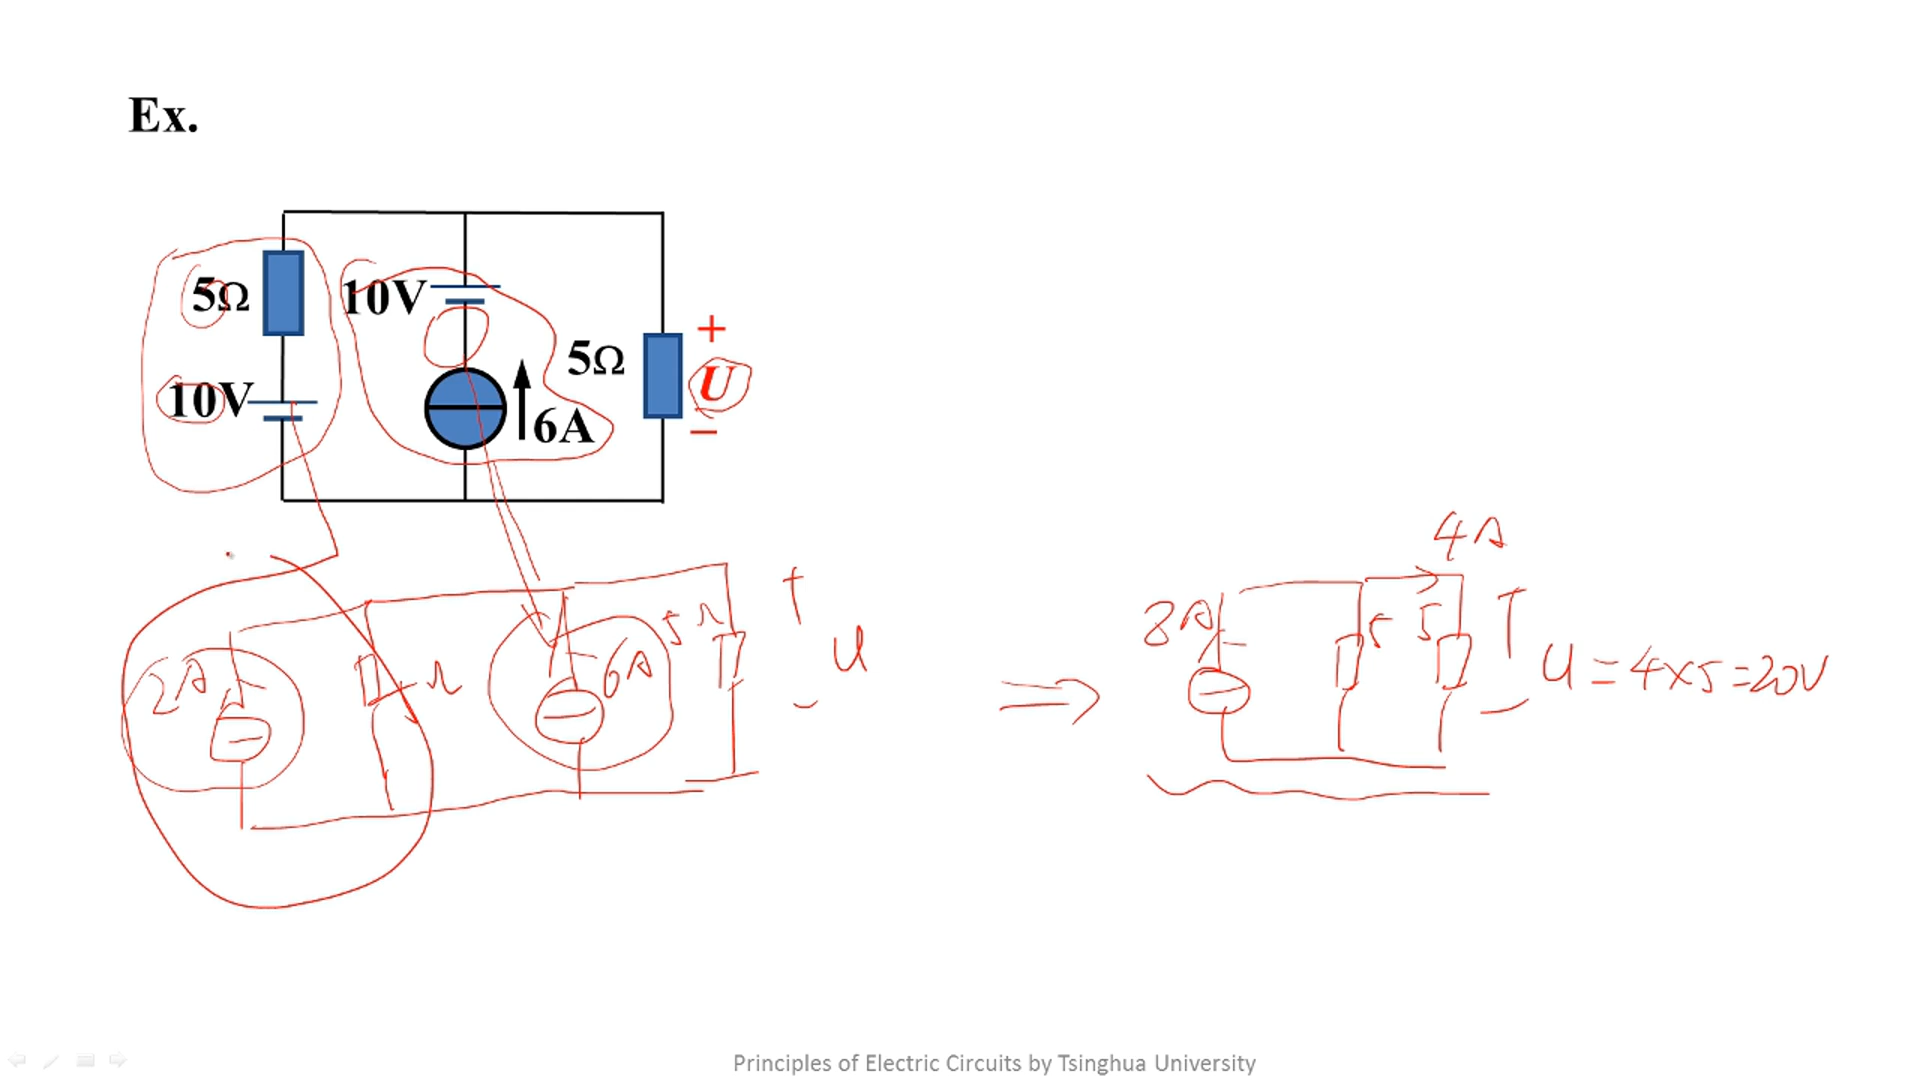 Ex.
5Ω
10V
10V
6A
5Ω
+
U
−
2A
Ω
6A
5Ω
+
U
−
⇒
8A
5
5
4A
+
U = 4×5 = 20V
−
Principles of Electric Circuits by Tsinghua University